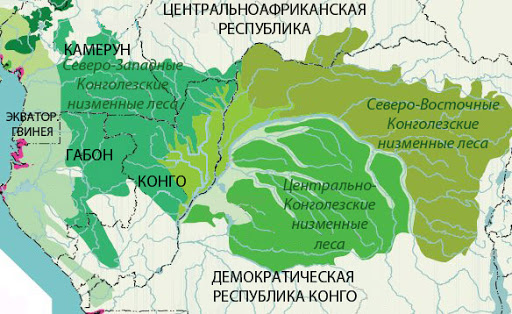 ЦЕНТРАЛЬНОАФРИКАНСКАЯ
РЕСПУБЛИКА
КАМЕРУН
Северо-Западные
Конголезские
низменные леса
ЭКВАТОР.
ГВИНЕЯ
ГАБОН
КОНГО
Северо-Восточные
Конголезские
низменные леса
Центрально-
Конголезские
низменные
леса
ДЕМОКРАТИЧЕСКАЯ
РЕСПУБЛИКА КОНГО